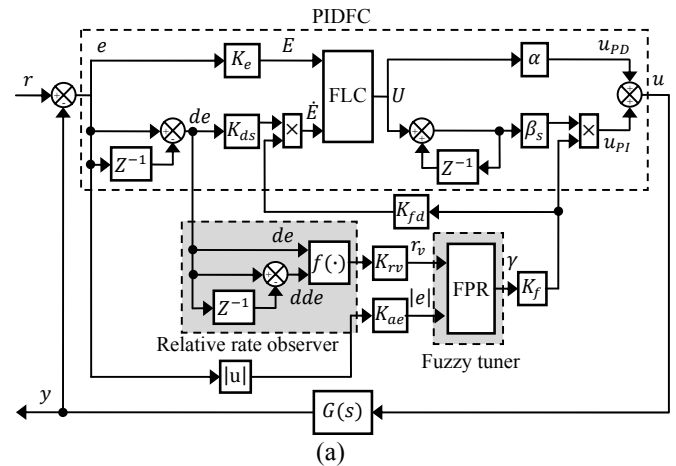 PIDFC
e
K_e
E
FLC
α
u_PD
r
u
U
de
K_ds
×
Ė
β_s
×
u_PI
Z⁻¹
Z⁻¹
K_fd
de
f(·)
K_rv
r_v
γ
FPR
K_f
dde
Z⁻¹
K_ae
|e|
Relative rate observer
Fuzzy tuner
|u|
y
G(s)
(a)